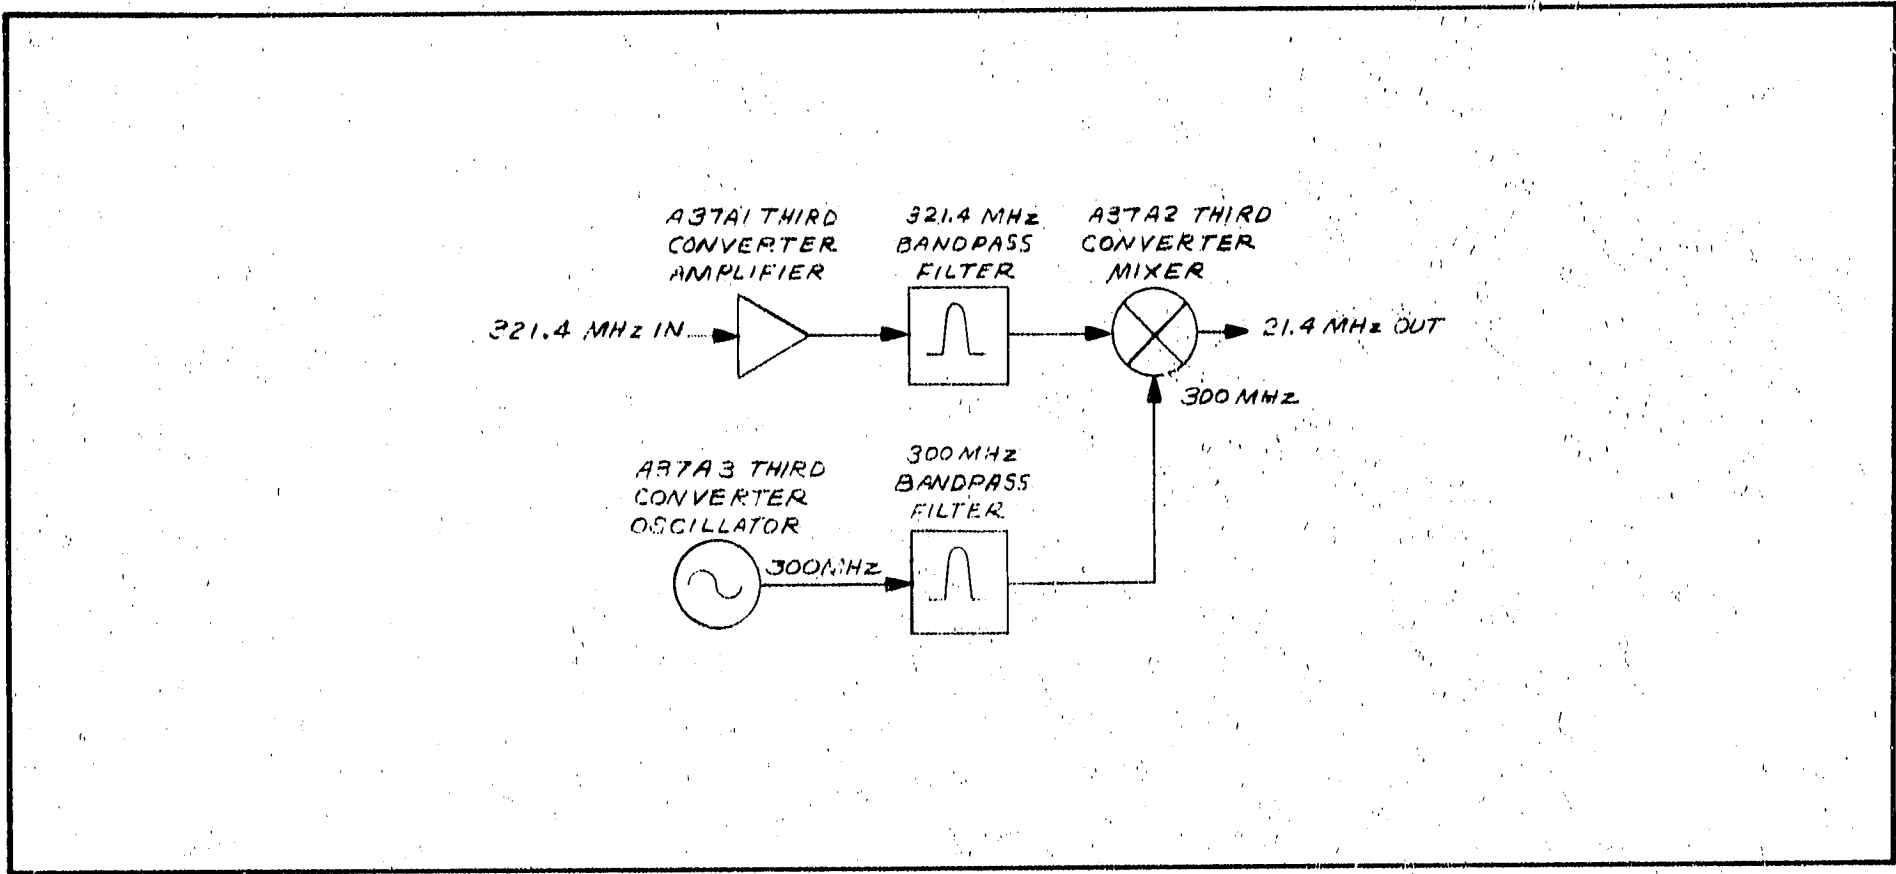 A37A1 THIRD
CONVERTER
AMPLIFIER
321.4 MHz
BANDPASS
FILTER
A37A2 THIRD
CONVERTER
MIXER
321.4 MHz IN
21.4 MHz OUT
300 MHz
A37A3 THIRD
CONVERTER
OSCILLATOR
300MHz
300 MHz
BANDPASS
FILTER